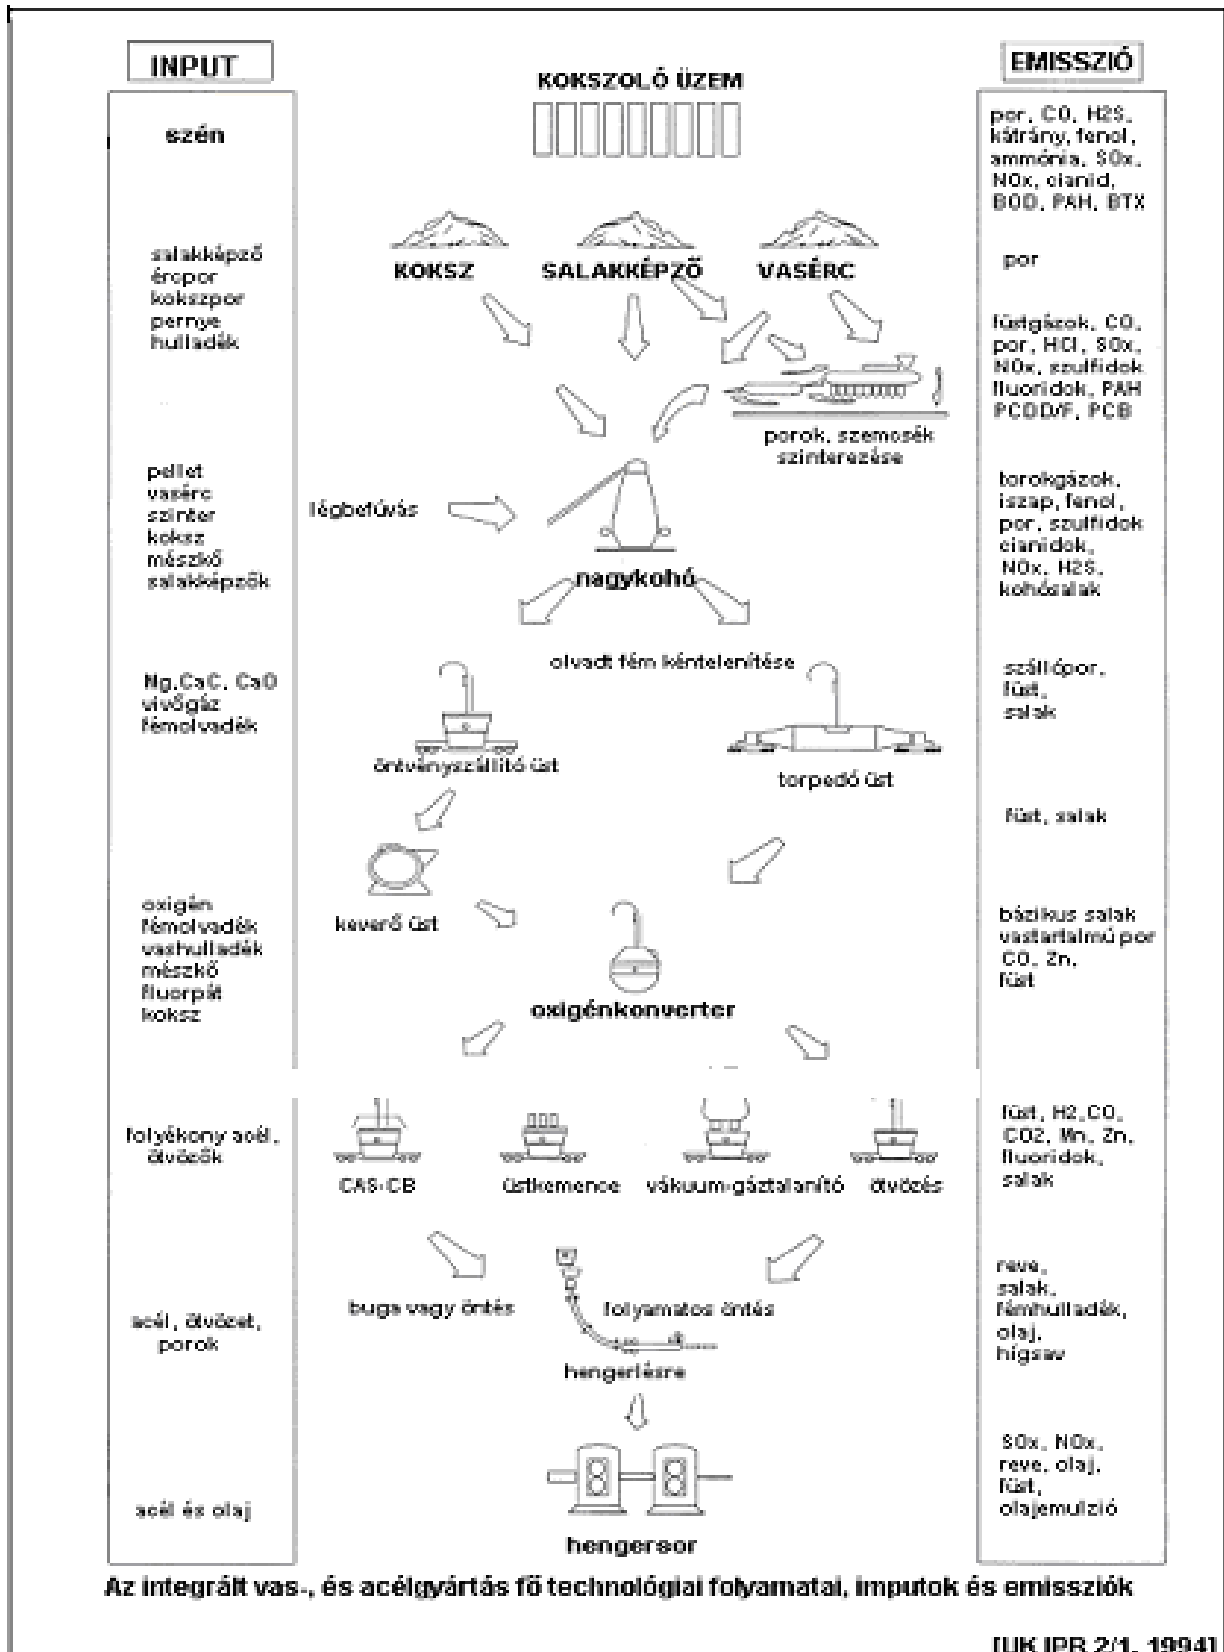 INPUT
EMISSZIÓ
KOKSZOLÓ ÜZEM
szén
por, CO, H2S,
kátrány, fenol,
ammónia, SOx,
NOx, cianid,
BOD, PAH, BTX
KOKSZ
SALAKKÉPZŐ
VASÉRC
salakképző
ércpor
kokszpor
pernye
hulladék
por
füstgázok, CO,
por, HCl, SOx,
NOx, szulfidok
fluoridok, PAH
PCDD/F, PCB
porok, szemcsék
szinterezése
pellet
vasérc
szinter
koksz
mészkő
salakképzők
légbefúvás
nagykohó
torokgázok,
iszap, fenol,
por, szulfidok
cianidok,
NOx, H2S,
kohósalak
olvadt fém kéntelenítése
Mg,CaC, CaO
vivőgáz
fémolvadék
öntvényszállító üst
torpedó üst
szállópor,
füst,
salak
füst, salak
keverő üst
oxigén
fémolvadék
vashulladék
mészkő
fluorpát
koksz
oxigénkonverter
bázikus salak
vastartalmú por
CO, Zn,
füst
folyékony acél,
ötvözők
CAS-CB
üstkemence
vákuum-gáztalanító
ötvözés
füst, H2,CO,
CO2, Mn, Zn,
fluoridok,
salak
buga vagy öntés
folyamatos öntés
hengerlésre
acél, ötvözet,
porok
reve,
salak,
fémhulladék,
olaj,
hígsav
acél és olaj
hengersor
SOx, NOx,
reve, olaj,
füst,
olajemulzió
Az integrált vas-, és acélgyártás fő technológiai folyamatai, imputok és emissziók
[UK IPR 2/1, 1994]